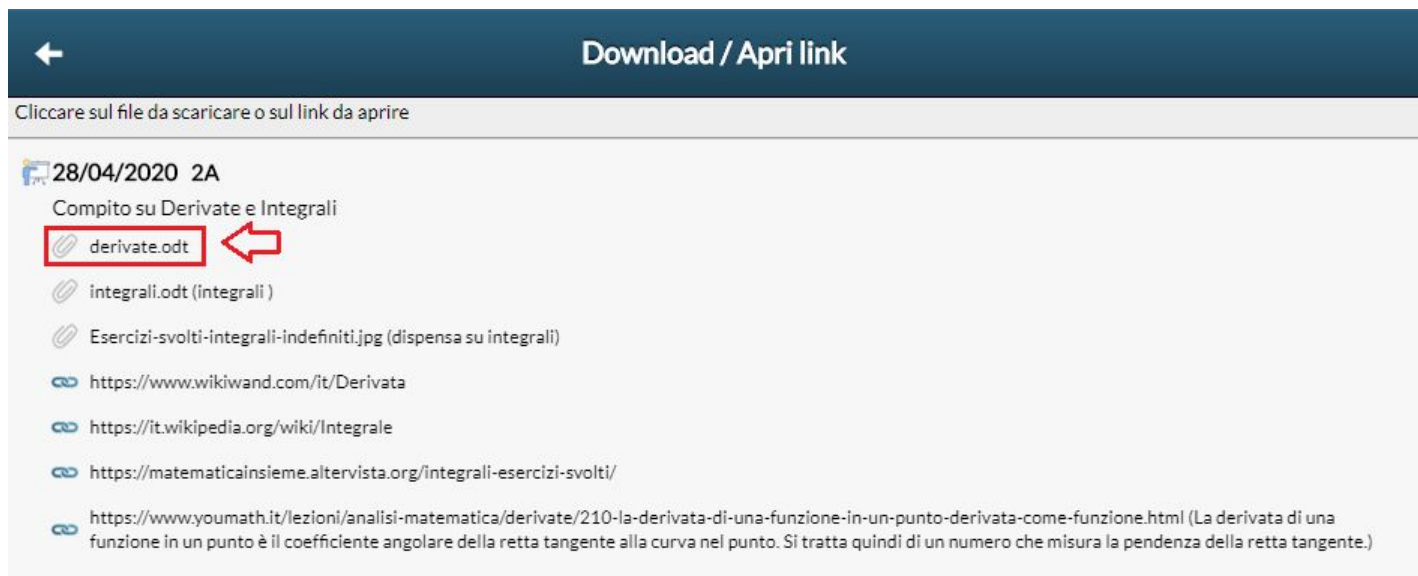 Download / Apri link
Cliccare sul file da scaricare o sul link da aprire
28/04/2020 2A
Compito su Derivate e Integrali
derivate.odt
integrali.odt (integrali )
Esercizi-svolti-integrali-indefiniti.jpg (dispensa su integrali)
https://www.wikiwand.com/it/Derivata
https://it.wikipedia.org/wiki/Integrale
https://matematicainsieme.altervista.org/integrali-esercizi-svolti/
https://www.youmath.it/lezioni/analisi-matematica/derivate/210-la-derivata-di-una-funzione-in-un-punto-derivata-come-funzione.html (La derivata di una
funzione in un punto è il coefficiente angolare della retta tangente alla curva nel punto. Si tratta quindi di un numero che misura la pendenza della retta tangente.)